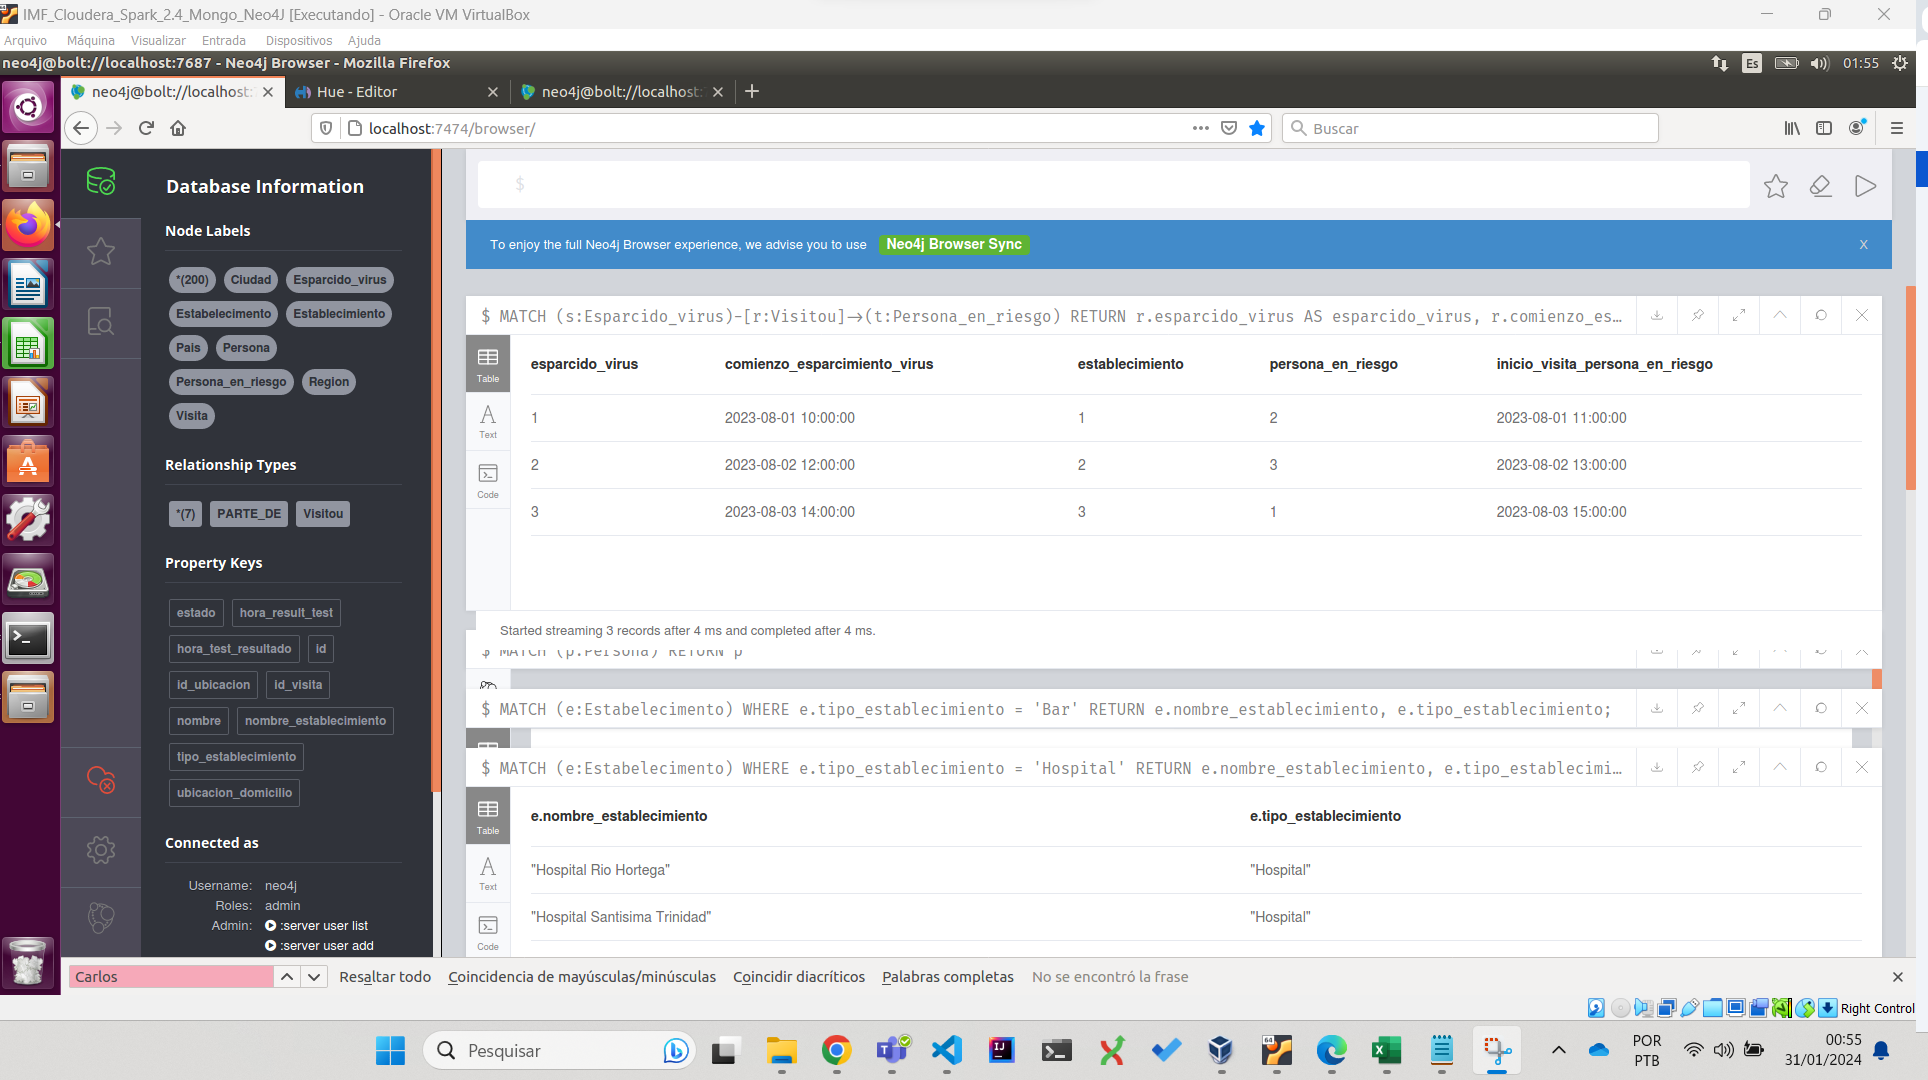 IMF_Cloudera_Spark_2.4_Mongo_Neo4J [Executando] - Oracle VM VirtualBox
Arquivo Máquina Visualizar Entrada Dispositivos Ajuda
neo4j@bolt://localhost:7687 - Neo4j Browser - Mozilla Firefox
Es 01:55
neo4j@bolt://localhost:
Hue - Editor
neo4j@bolt://localhost:
localhost:7474/browser/
Buscar
Database Information
Node Labels
*(200) Ciudad Esparcido_virus
Estabelecimento Establecimiento
Pais Persona
Persona_en_riesgo Region
Visita
Relationship Types
*(7) PARTE_DE Visitou
Property Keys
estado hora_result_test
hora_test_resultado id
id_ubicacion id_visita
nombre nombre_establecimiento
tipo_establecimiento
ubicacion_domicilio
Connected as
Username: neo4j
Roles: admin
Admin: :server user list
:server user add
$
To enjoy the full Neo4j Browser experience, we advise you to use Neo4j Browser Sync X
$ MATCH (s:Esparcido_virus)-[r:Visitou]→(t:Persona_en_riesgo) RETURN r.esparcido_virus AS esparcido_virus, r.comienzo_es…
Table
Text
Code
esparcido_virus comienzo_esparcimiento_virus establecimiento persona_en_riesgo inicio_visita_persona_en_riesgo
1 2023-08-01 10:00:00 1 2 2023-08-01 11:00:00
2 2023-08-02 12:00:00 2 3 2023-08-02 13:00:00
3 2023-08-03 14:00:00 3 1 2023-08-03 15:00:00
Started streaming 3 records after 4 ms and completed after 4 ms.
$ MATCH (p:Persona) RETURN p
$ MATCH (e:Estabelecimento) WHERE e.tipo_establecimiento = 'Bar' RETURN e.nombre_establecimiento, e.tipo_establecimiento;
$ MATCH (e:Estabelecimento) WHERE e.tipo_establecimiento = 'Hospital' RETURN e.nombre_establecimiento, e.tipo_establecimi…
Table
Text
Code
e.nombre_establecimiento e.tipo_establecimiento
"Hospital Rio Hortega" "Hospital"
"Hospital Santisima Trinidad" "Hospital"
Carlos Resaltar todo Coincidencia de mayúsculas/minúsculas Coincidir diacríticos Palabras completas No se encontró la frase
Right Control
Pesquisar
POR
PTB
00:55
31/01/2024